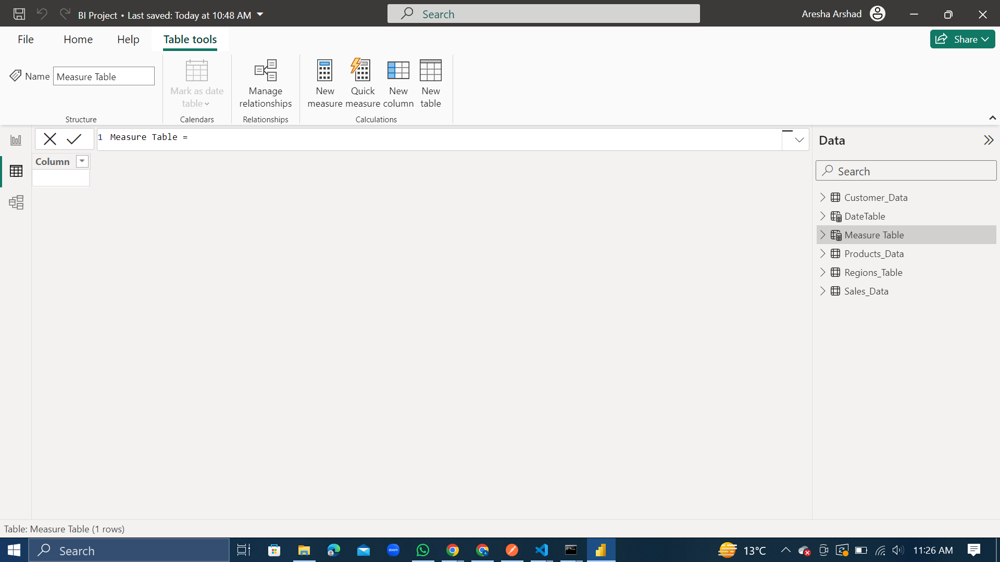 BI Project • Last saved: Today at 10:48 AM
Search
Aresha Arshad
File
Home
Help
Table tools
Share
Name
Measure Table
Structure
Mark as date
table
Calendars
Manage
relationships
Relationships
New
measure
Quick
measure
New
column
New
table
Calculations
1 Measure Table =
Column
Data
Search
Customer_Data
DateTable
Measure Table
Products_Data
Regions_Table
Sales_Data
Table: Measure Table (1 rows)
Search
zoom
13°C
11:26 AM